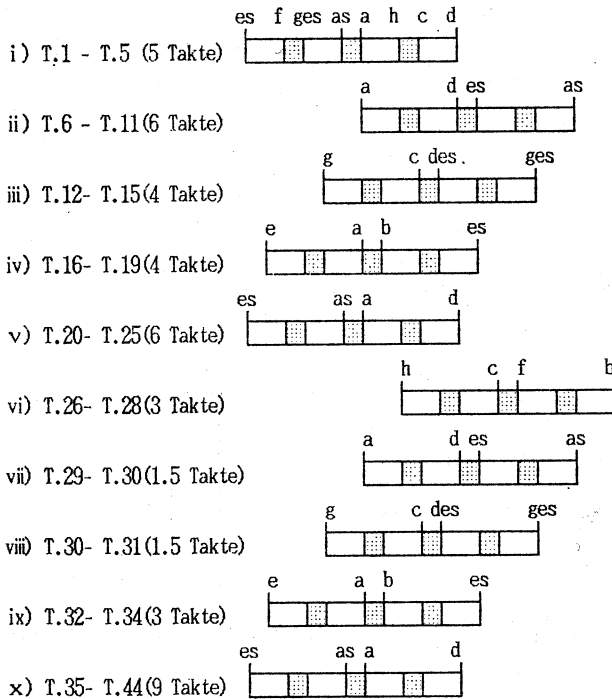 es f ges as a h c d
i) T.1 - T.5 (5 Takte)
a d es as
ii) T.6 - T.11(6 Takte)
g c des. ges
iii) T.12- T.15(4 Takte)
e a b es
iv) T.16- T.19(4 Takte)
es as a d
v) T.20- T.25(6 Takte)
h c f b
vi) T.26- T.28(3 Takte)
a d es as
vii) T.29- T.30(1.5 Takte)
g c des ges
viii) T.30- T.31(1.5 Takte)
e a b es
ix) T.32- T.34(3 Takte)
es as a d
x) T.35- T.44(9 Takte)